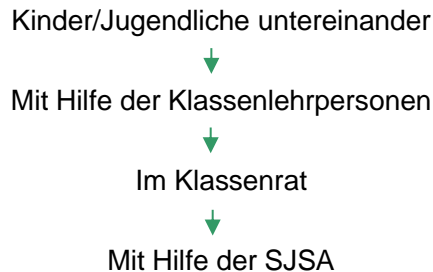 Kinder/Jugendliche untereinander
Mit Hilfe der Klassenlehrpersonen
Im Klassenrat
Mit Hilfe der SJSA